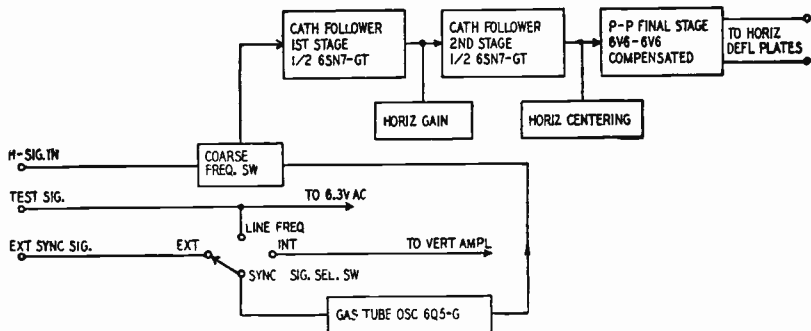 CATH FOLLOWER
1ST STAGE
1/2 6SN7-GT
CATH FOLLOWER
2ND STAGE
1/2 6SN7-GT
P-P FINAL STAGE
6V6-6V6
COMPENSATED
TO HORIZ
DEFL PLATES
HORIZ GAIN
HORIZ CENTERING
H-SIG. IN
COARSE
FREQ. SW
TEST SIG.
TO 6.3V AC
LINE FREQ
EXT SYNC SIG.
EXT
INT
TO VERT AMPL
SYNC SIG. SEL. SW
GAS TUBE OSC 6Q5-G